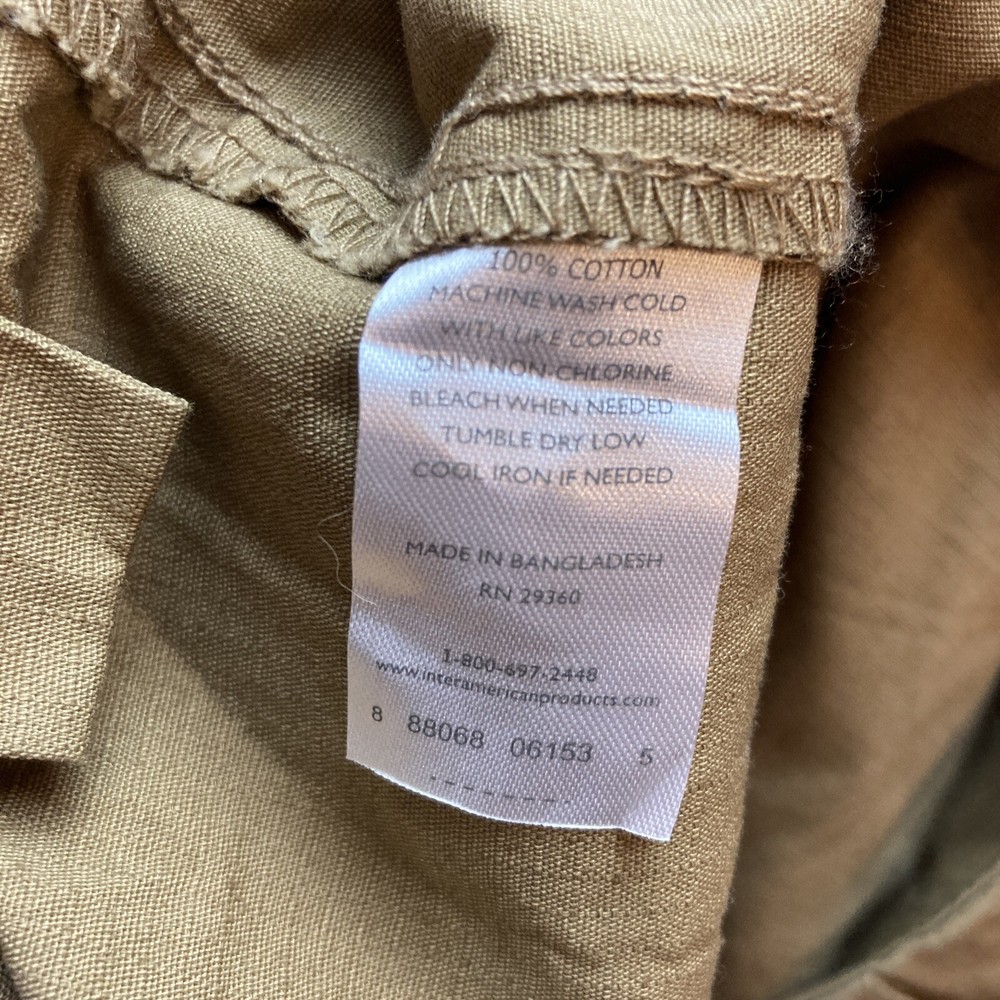 100% COTTON
MACHINE WASH COLD
WITH LIKE COLORS
ONLY NON-CHLORINE
BLEACH WHEN NEEDED
TUMBLE DRY LOW
COOL IRON IF NEEDED
MADE IN BANGLADESH
RN 29360
1-800-697-2448
www.interamericanproducts.com
8 88068 06153 5